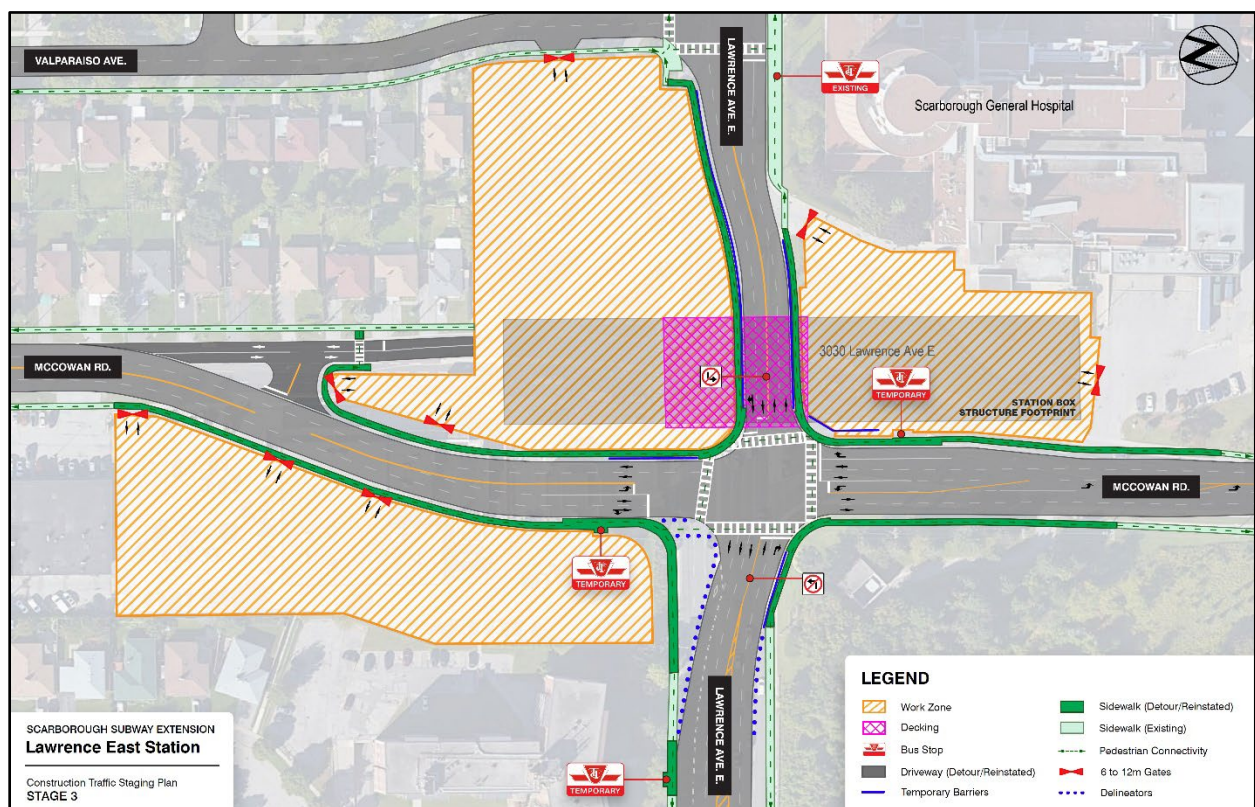 VALPARAISO AVE.
LAWRENCE AVE. E.
EXISTING
Scarborough General Hospital
N
MCCOWAN RD.
3030 Lawrence Ave E
TEMPORARY
STATION BOX
STRUCTURE FOOTPRINT
MCCOWAN RD.
TEMPORARY
LAWRENCE AVE. E.
TEMPORARY
SCARBOROUGH SUBWAY EXTENSION
Lawrence East Station
Construction Traffic Staging Plan
STAGE 3
LEGEND
Work Zone
Decking
Bus Stop
Driveway (Detour/Reinstated)
Temporary Barriers
Sidewalk (Detour/Reinstated)
Sidewalk (Existing)
Pedestrian Connectivity
6 to 12m Gates
Delineators